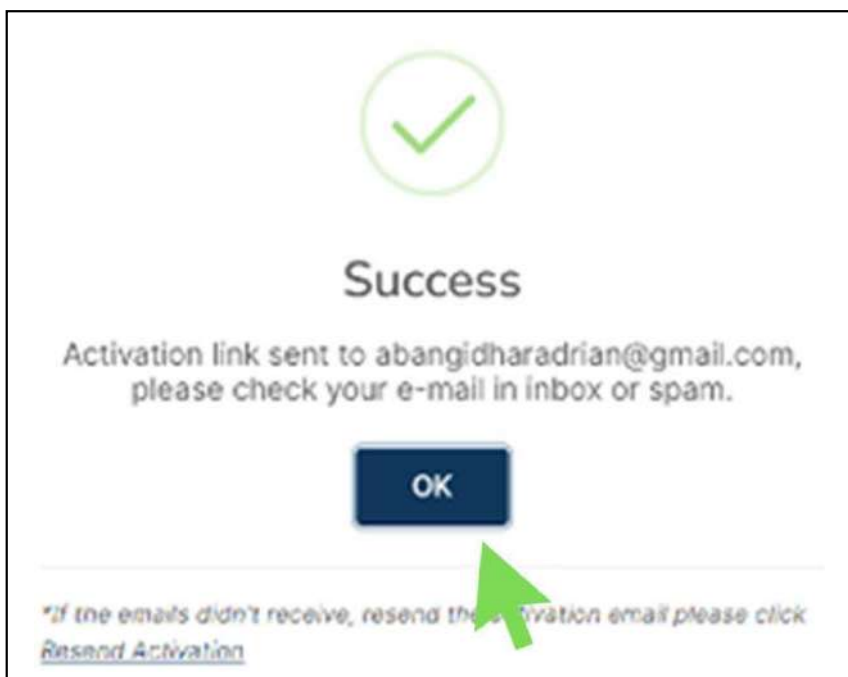 Success
Activation link sent to abangidharadrian@gmail.com,
please check your e-mail in inbox or spam.
OK
*If the emails didn't receive, resend the activation email please click
Resend Activation